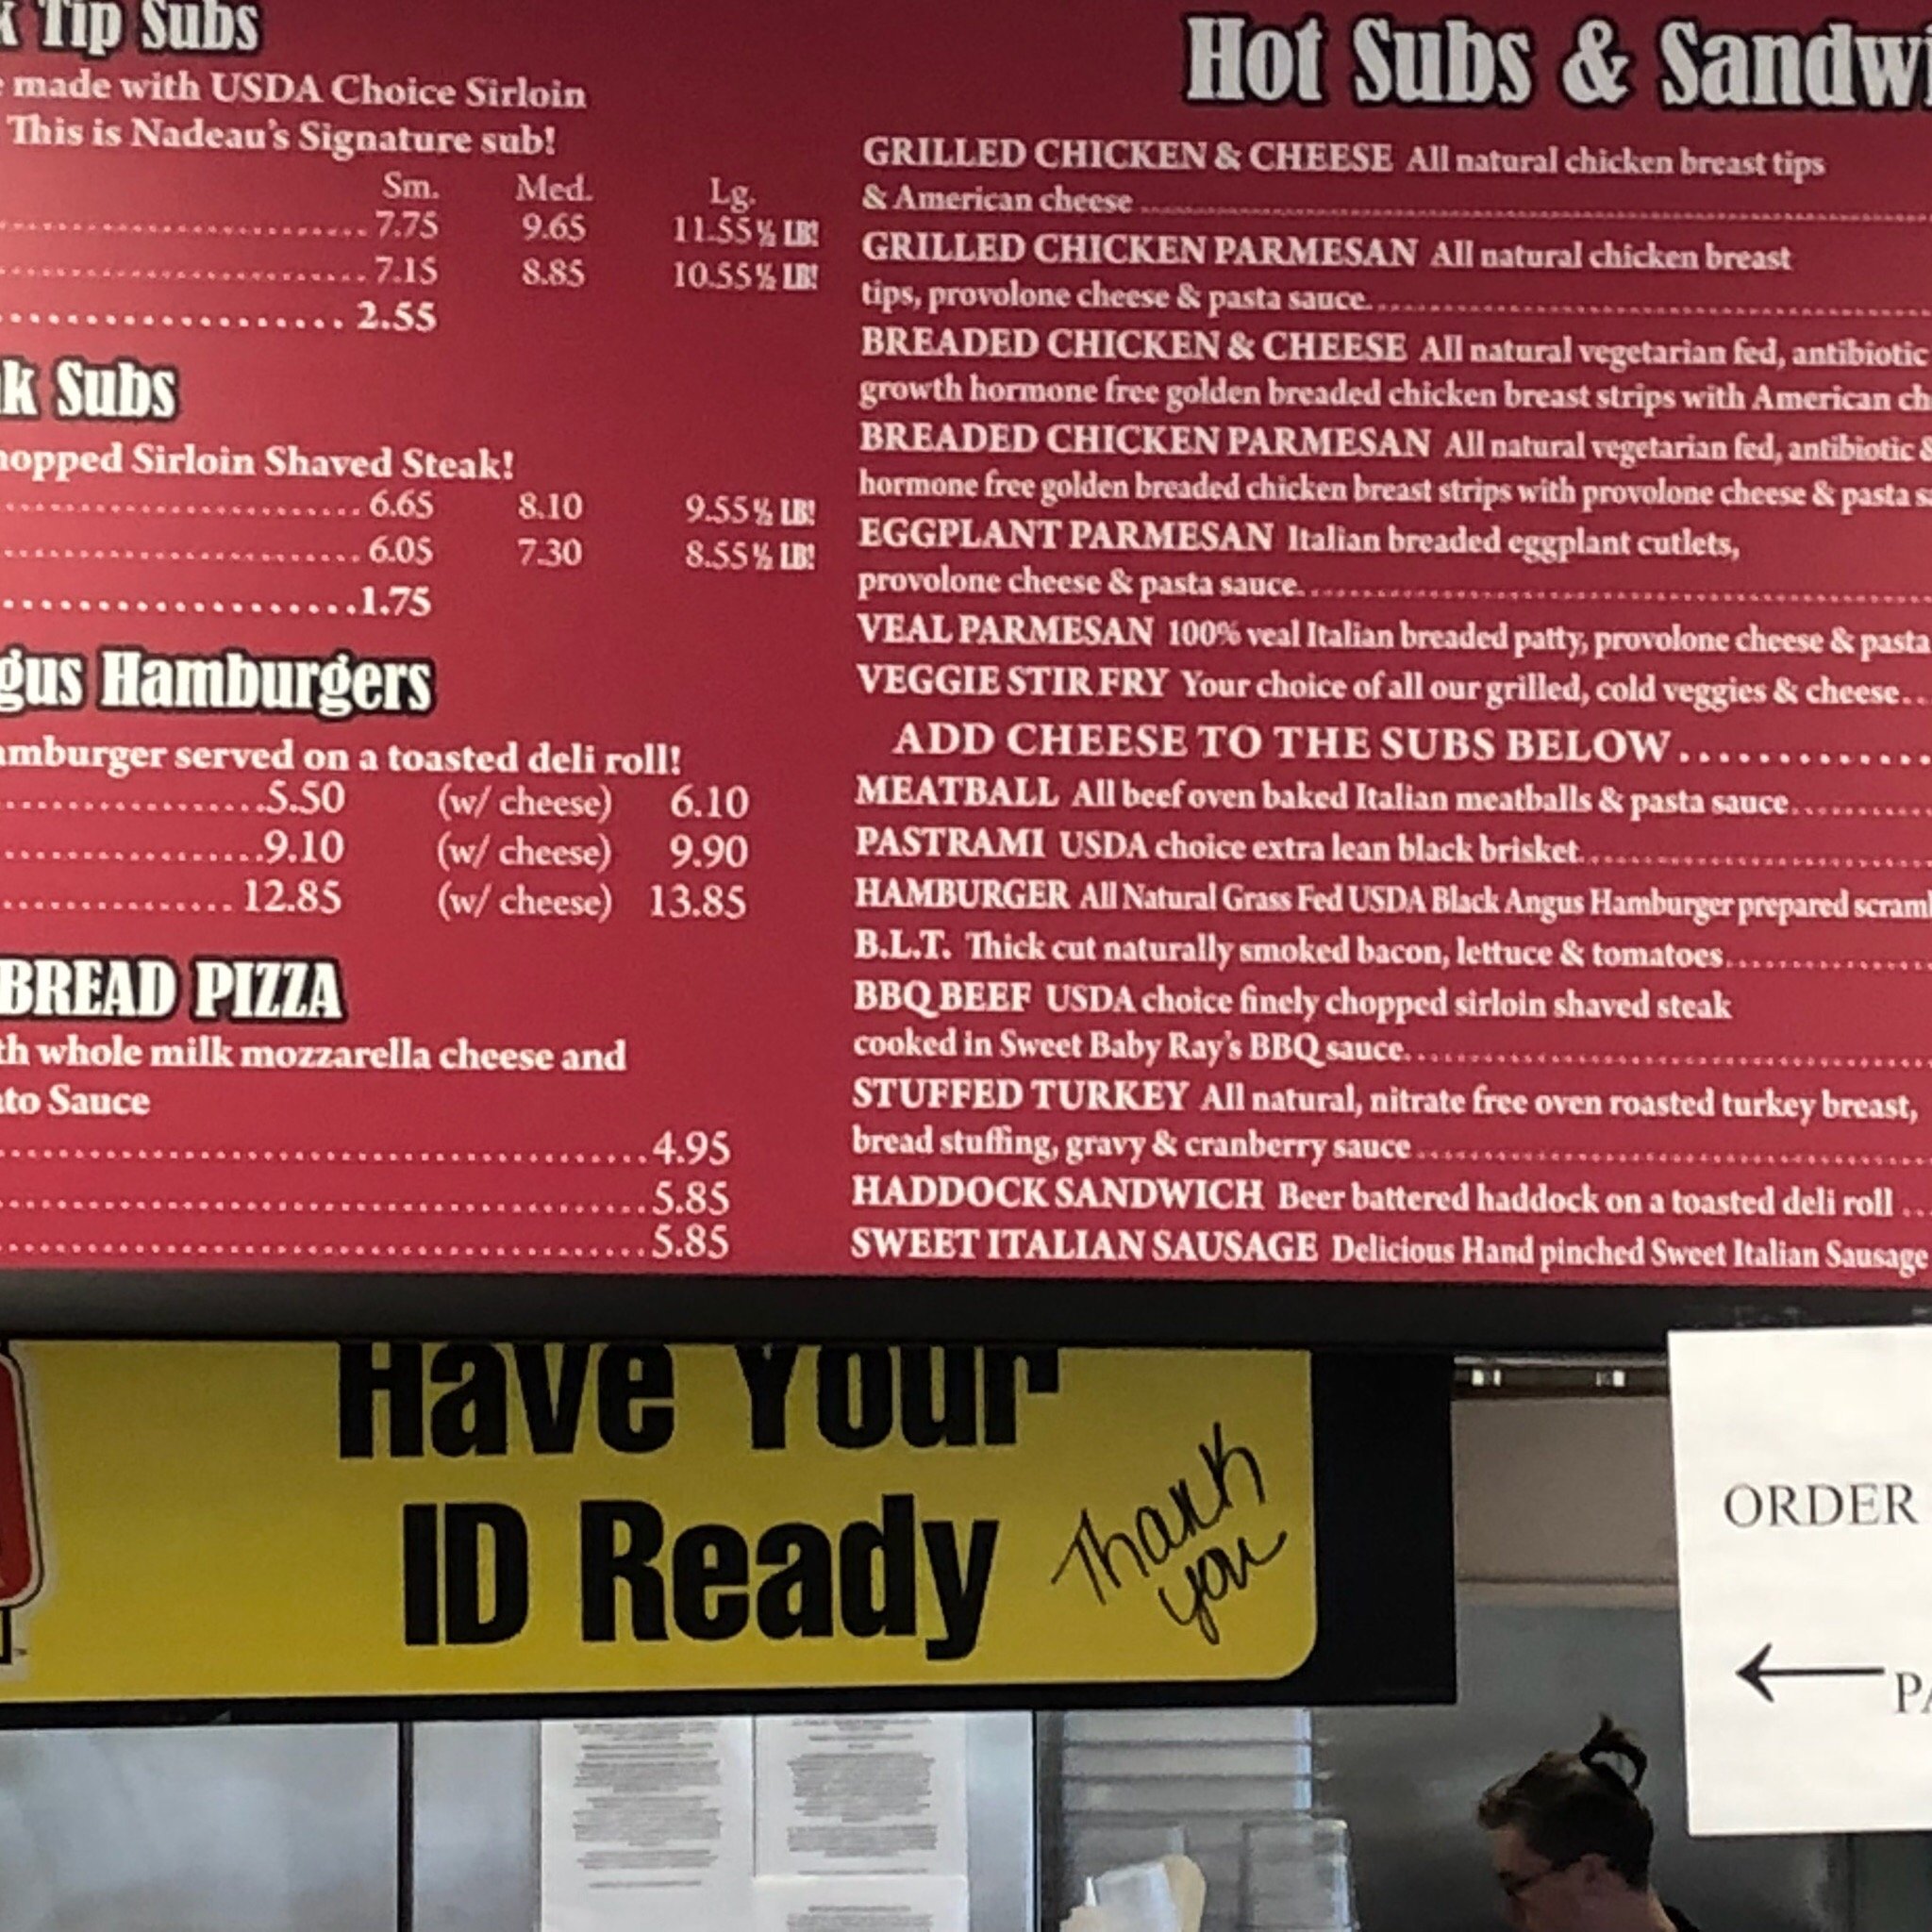 Tip Subs
made with USDA Choice Sirloin
This is Nadeau's Signature sub!
Sm. Med. Lg.
7.75 9.65 11.55 ½ LB!
7.15 8.85 10.55 ½ LB!
2.55
Subs
Sirloin Shaved Steak!
6.65 8.10 9.55 ½ LB!
6.05 7.30 8.55 ½ LB!
1.75
Hamburgers
served on a toasted deli roll!
5.50 (w/ cheese) 6.10
9.10 (w/ cheese) 9.90
12.85 (w/ cheese) 13.85
BREAD PIZZA
whole milk mozzarella cheese and
Sauce
4.95
5.85
5.85
Hot Subs & Sandwi
GRILLED CHICKEN & CHEESE All natural chicken breast tips
& American cheese
GRILLED CHICKEN PARMESAN All natural chicken breast
tips, provolone cheese & pasta sauce
BREADED CHICKEN & CHEESE All natural vegetarian fed, antibiotic
growth hormone free golden breaded chicken breast strips with American ch
BREADED CHICKEN PARMESAN All natural vegetarian fed, antibiotic &
hormone free golden breaded chicken breast strips with provolone cheese & pasta s
EGGPLANT PARMESAN Italian breaded eggplant cutlets,
provolone cheese & pasta sauce
VEAL PARMESAN 100% veal Italian breaded patty, provolone cheese & pasta
VEGGIE STIR FRY Your choice of all our grilled, cold veggies & cheese
ADD CHEESE TO THE SUBS BELOW
MEATBALL All beef oven baked Italian meatballs & pasta sauce
PASTRAMI USDA choice extra lean black brisket
HAMBURGER All Natural Grass Fed USDA Black Angus Hamburger prepared scraml
B.L.T. Thick cut naturally smoked bacon, lettuce & tomatoes
BBQ BEEF USDA choice finely chopped sirloin shaved steak
cooked in Sweet Baby Ray's BBQ sauce
STUFFED TURKEY All natural, nitrate free oven roasted turkey breast,
bread stuffing, gravy & cranberry sauce
HADDOCK SANDWICH Beer battered haddock on a toasted deli roll
SWEET ITALIAN SAUSAGE Delicious Hand pinched Sweet Italian Sausage
Have Your
ID Ready
Thank
you
ORDER
← PA